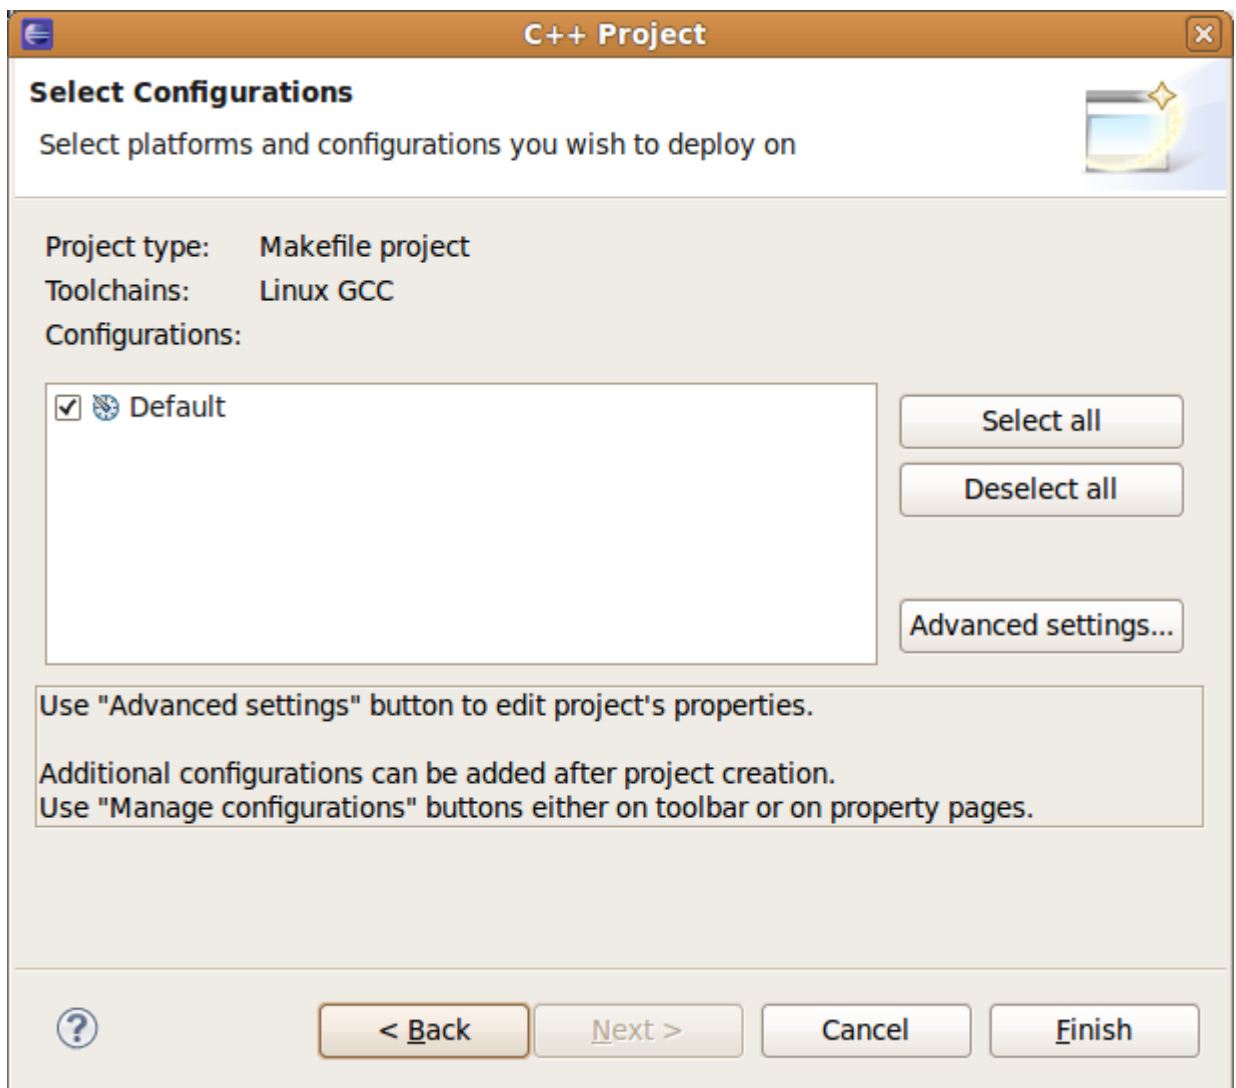 C++ Project
Select Configurations
Select platforms and configurations you wish to deploy on
Project type: Makefile project
Toolchains: Linux GCC
Configurations:
Default
Select all
Deselect all
Advanced settings...
Use "Advanced settings" button to edit project's properties.
Additional configurations can be added after project creation.
Use "Manage configurations" buttons either on toolbar or on property pages.
< Back Next > Cancel Finish